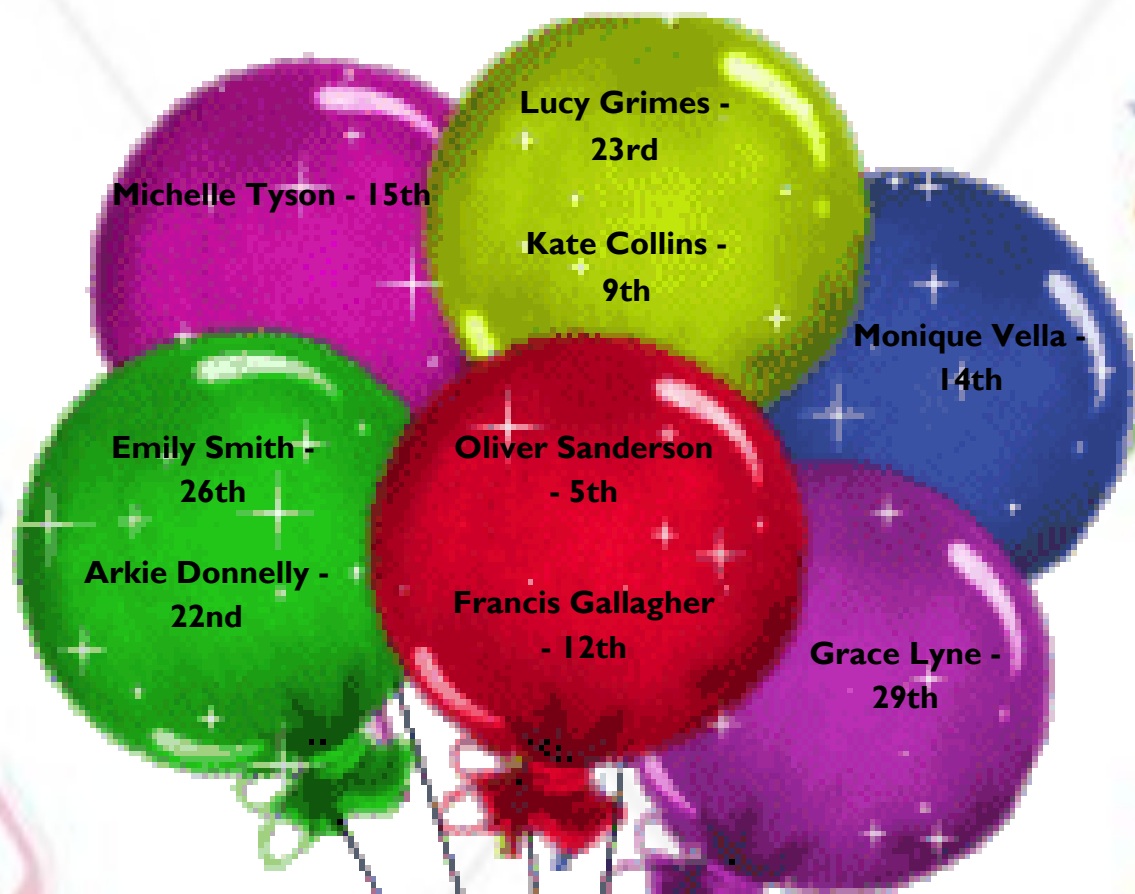 Lucy Grimes -
23rd
Michelle Tyson - 15th
Kate Collins -
9th
Monique Vella -
14th
Emily Smith -
26th
Oliver Sanderson
- 5th
Arkie Donnelly -
22nd
Francis Gallagher
- 12th
Grace Lyne -
29th